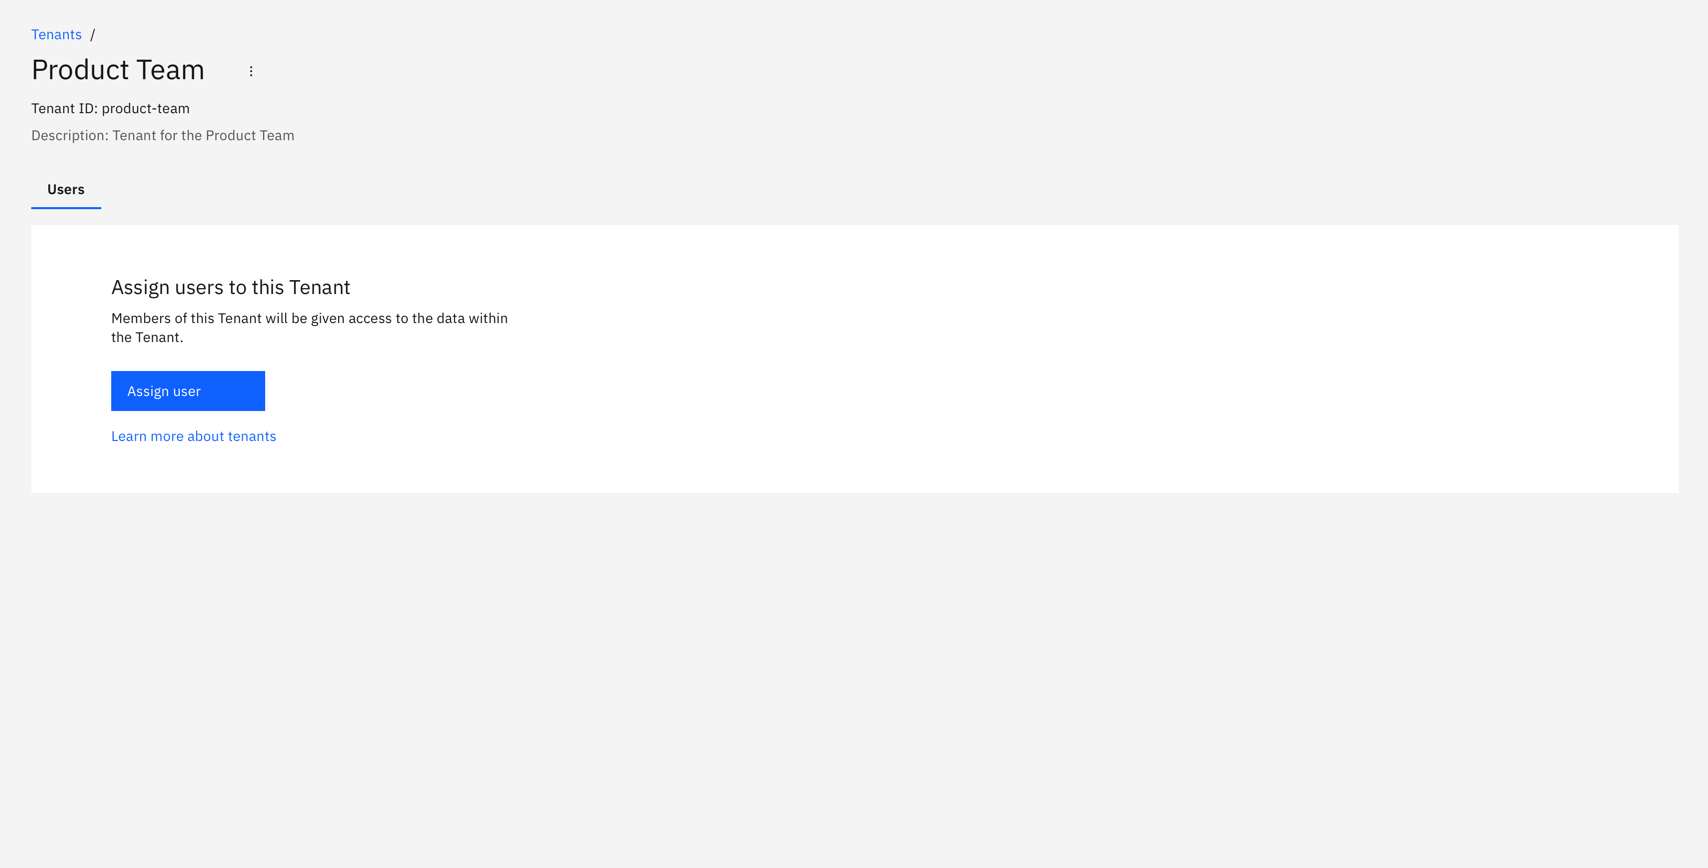 Tenants /
Product Team
Tenant ID: product-team
Description: Tenant for the Product Team
Users
Assign users to this Tenant
Members of this Tenant will be given access to the data within
the Tenant.
Assign user
Learn more about tenants